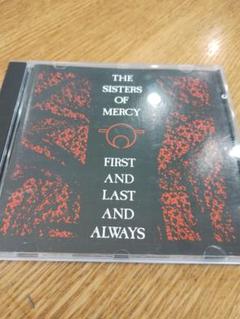 THE
SISTERS
OF
MERCY
FIRST
AND
LAST
AND
ALWAYS